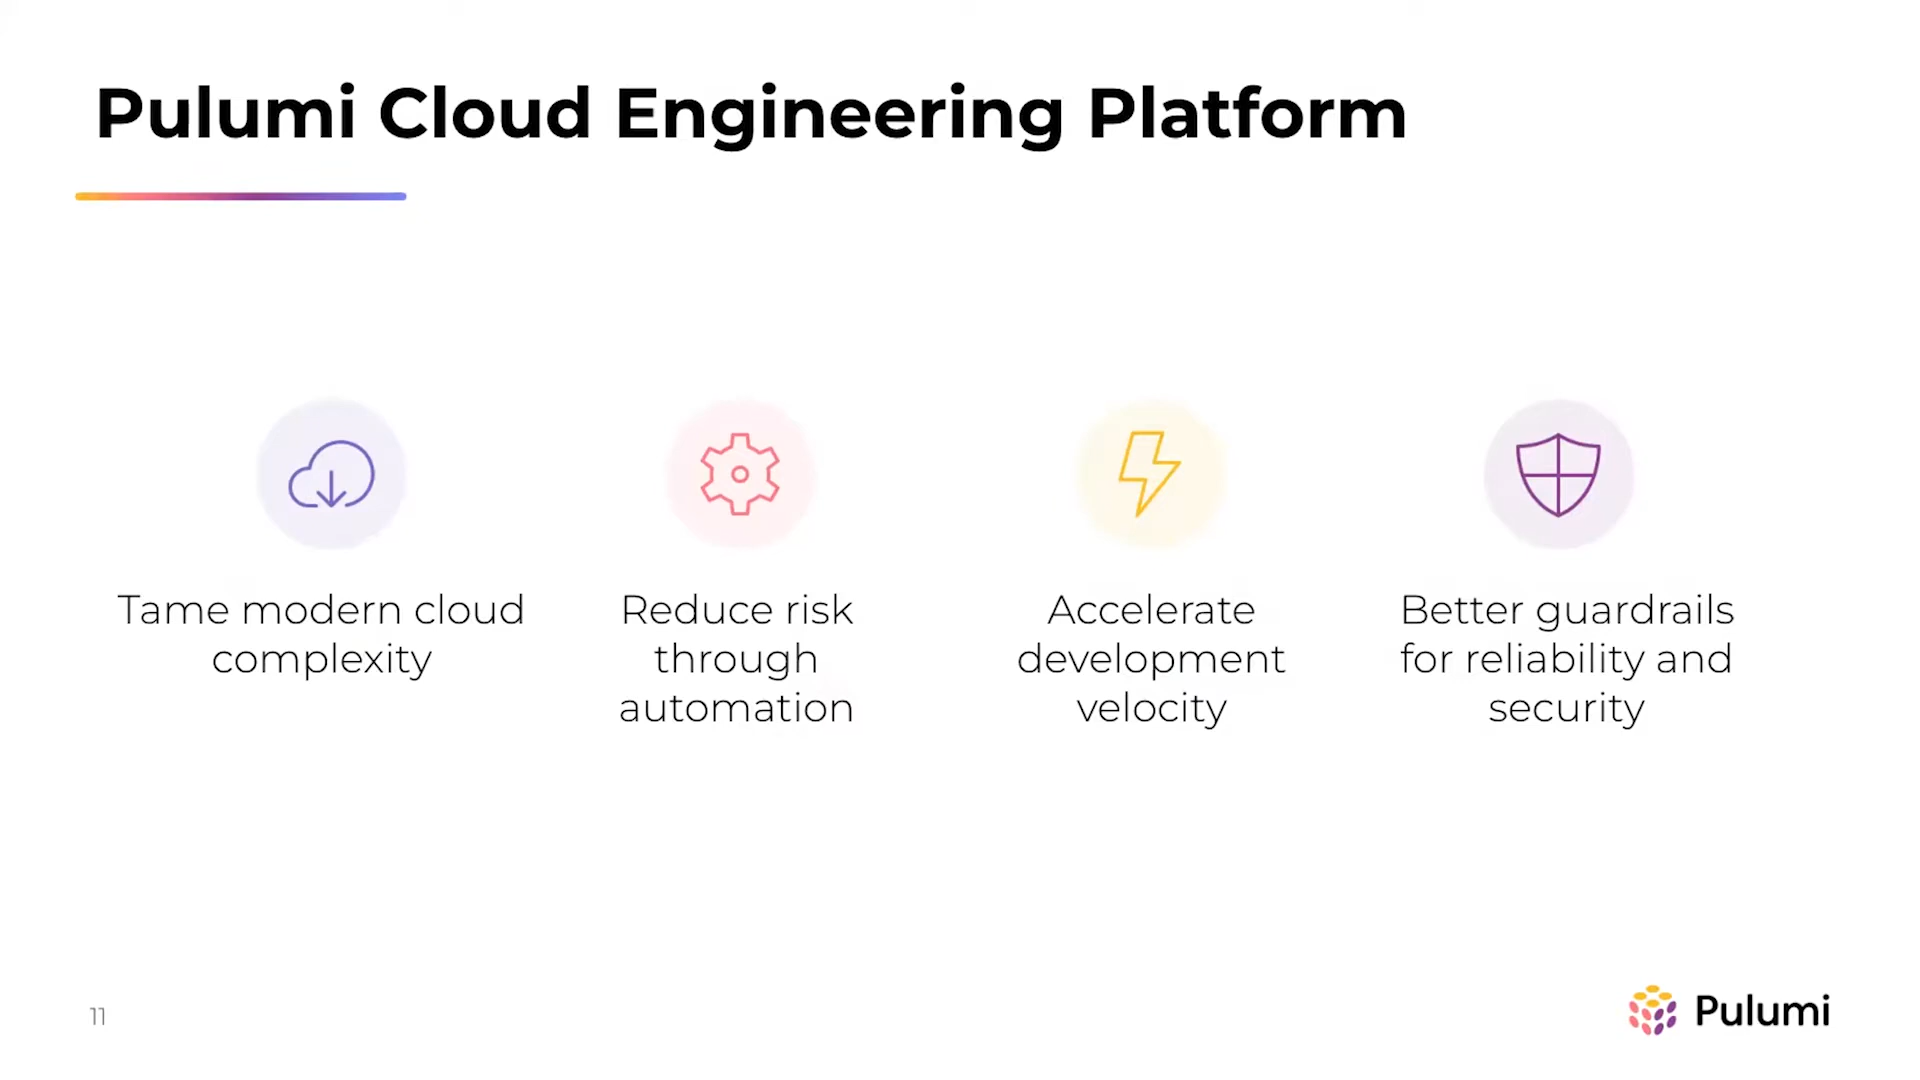 Pulumi Cloud Engineering Platform
Tame modern cloud
complexity
Reduce risk
through
automation
Accelerate
development
velocity
Better guardrails
for reliability and
security
11
Pulumi